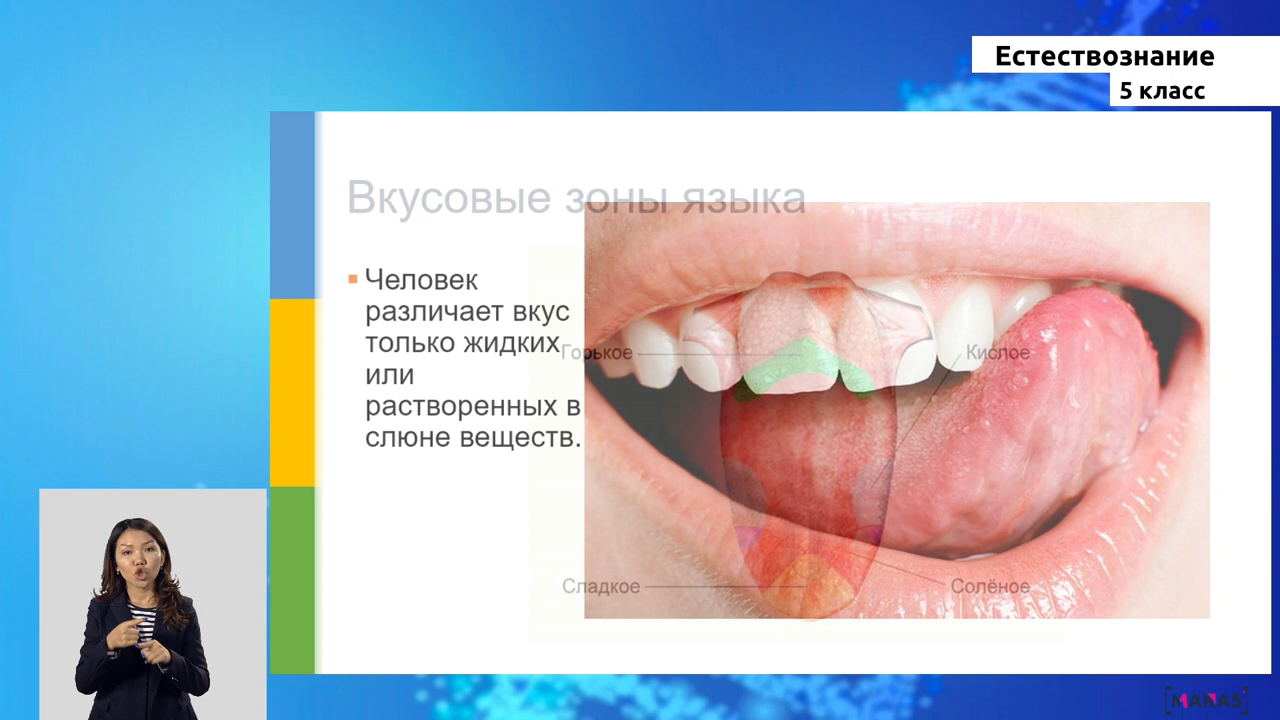 Естествознание
5 класс
Вкусовые зоны языка
Человек
различает вкус
только жидких
или
растворенных в
слюне веществ.
Горькое
Кислое
Сладкое
Солёное
[MANAS]